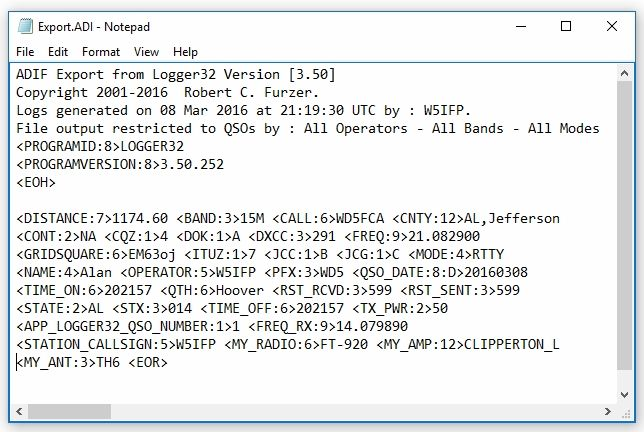 Export.ADI - Notepad
File Edit Format View Help
ADIF Export from Logger32 Version [3.50]
Copyright 2001-2016  Robert C. Furzer.
Logs generated on 08 Mar 2016 at 21:19:30 UTC by : W5IFP.
File output restricted to QSOs by : All Operators - All Bands - All Modes
<PROGRAMID:8>LOGGER32
<PROGRAMVERSION:8>3.50.252
<EOH>

<DISTANCE:7>1174.60 <BAND:3>15M <CALL:6>WD5FCA <CNTY:12>AL,Jefferson
<CONT:2>NA <CQZ:1>4 <DOK:1>A <DXCC:3>291 <FREQ:9>21.082900
<GRIDSQUARE:6>EM63oj <ITUZ:1>7 <JCC:1>B <JCG:1>C <MODE:4>RTTY
<NAME:4>Alan <OPERATOR:5>W5IFP <PFX:3>WD5 <QSO_DATE:8:D>20160308
<TIME_ON:6>202157 <QTH:6>Hoover <RST_RCVD:3>599 <RST_SENT:3>599
<STATE:2>AL <STX:3>014 <TIME_OFF:6>202157 <TX_PWR:2>50
<APP_LOGGER32_QSO_NUMBER:1>1 <FREQ_RX:9>14.079890
<STATION_CALLSIGN:5>W5IFP <MY_RADIO:6>FT-920 <MY_AMP:12>CLIPPERTON_L
<MY_ANT:3>TH6 <EOR>